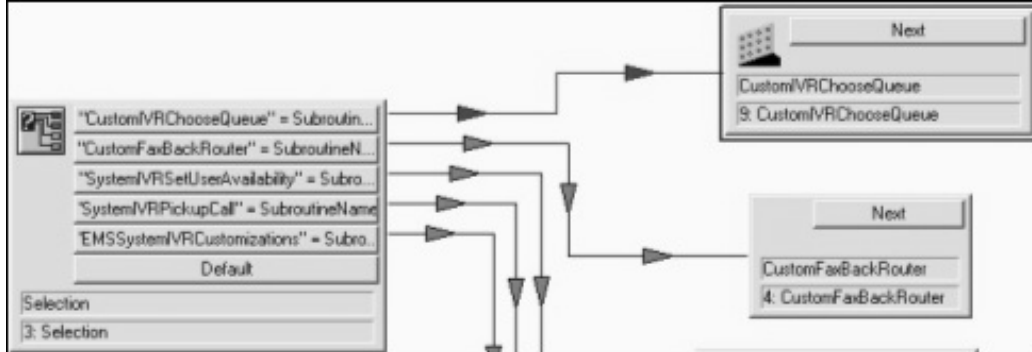 Next
CustomIVRChooseQueue
9: CustomIVRChooseQueue
"CustomIVRChooseQueue" = Subroutin...
"CustomFaxBackRouter" = SubroutineN...
"SystemIVRSetUserAvailability" = Subro...
"SystemIVRPickupCall" = SubroutineName
"EMSSystemIVRCustomizations" = Subro...
Default
Selection
3: Selection
Next
CustomFaxBackRouter
4: CustomFaxBackRouter